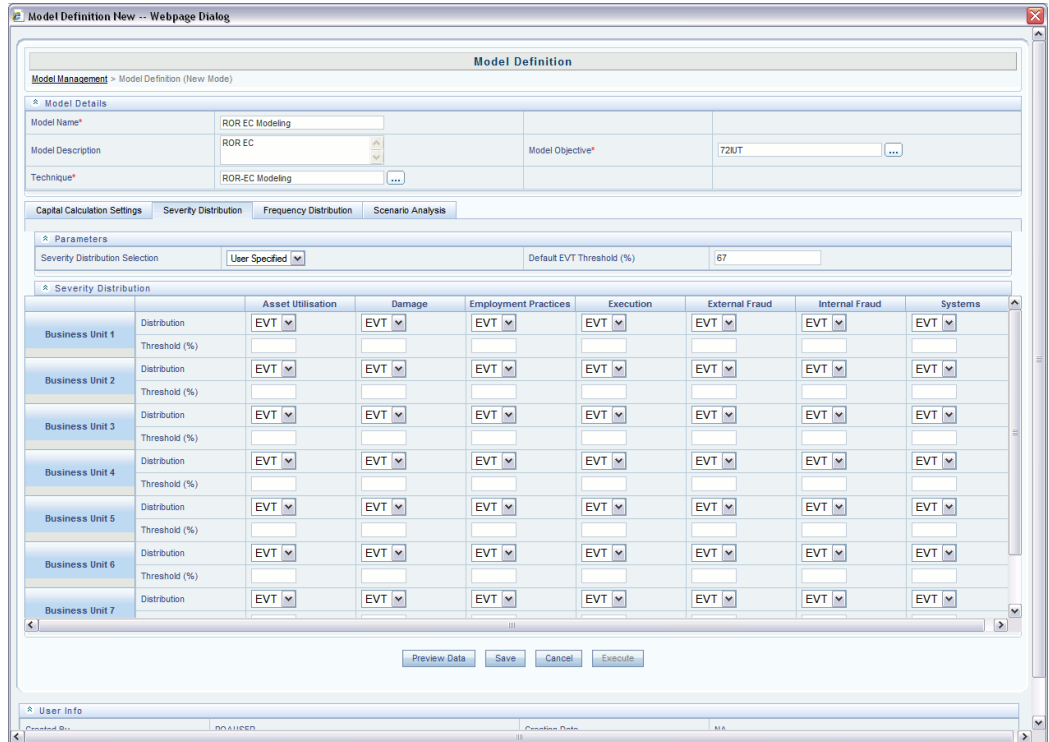 Model Definition New -- Webpage Dialog
Model Definition
Model Management > Model Definition (New Mode)
Model Details
Model Name* ROR EC Modeling
Model Description ROR EC Model Objective* 72IUT ...
Technique* ROR-EC Modeling ...
Capital Calculation Settings Severity Distribution Frequency Distribution Scenario Analysis
Parameters
Severity Distribution Selection User Specified Default EVT Threshold (%) 67
Severity Distribution
Asset Utilisation Damage Employment Practices Execution External Fraud Internal Fraud Systems
Business Unit 1 Distribution EVT EVT EVT EVT EVT EVT EVT
Threshold (%)
Business Unit 2 Distribution EVT EVT EVT EVT EVT EVT EVT
Threshold (%)
Business Unit 3 Distribution EVT EVT EVT EVT EVT EVT EVT
Threshold (%)
Business Unit 4 Distribution EVT EVT EVT EVT EVT EVT EVT
Threshold (%)
Business Unit 5 Distribution EVT EVT EVT EVT EVT EVT EVT
Threshold (%)
Business Unit 6 Distribution EVT EVT EVT EVT EVT EVT EVT
Threshold (%)
Business Unit 7 Distribution EVT EVT EVT EVT EVT EVT EVT
Preview Data Save Cancel Execute
User Info
Created By Creation Date NA